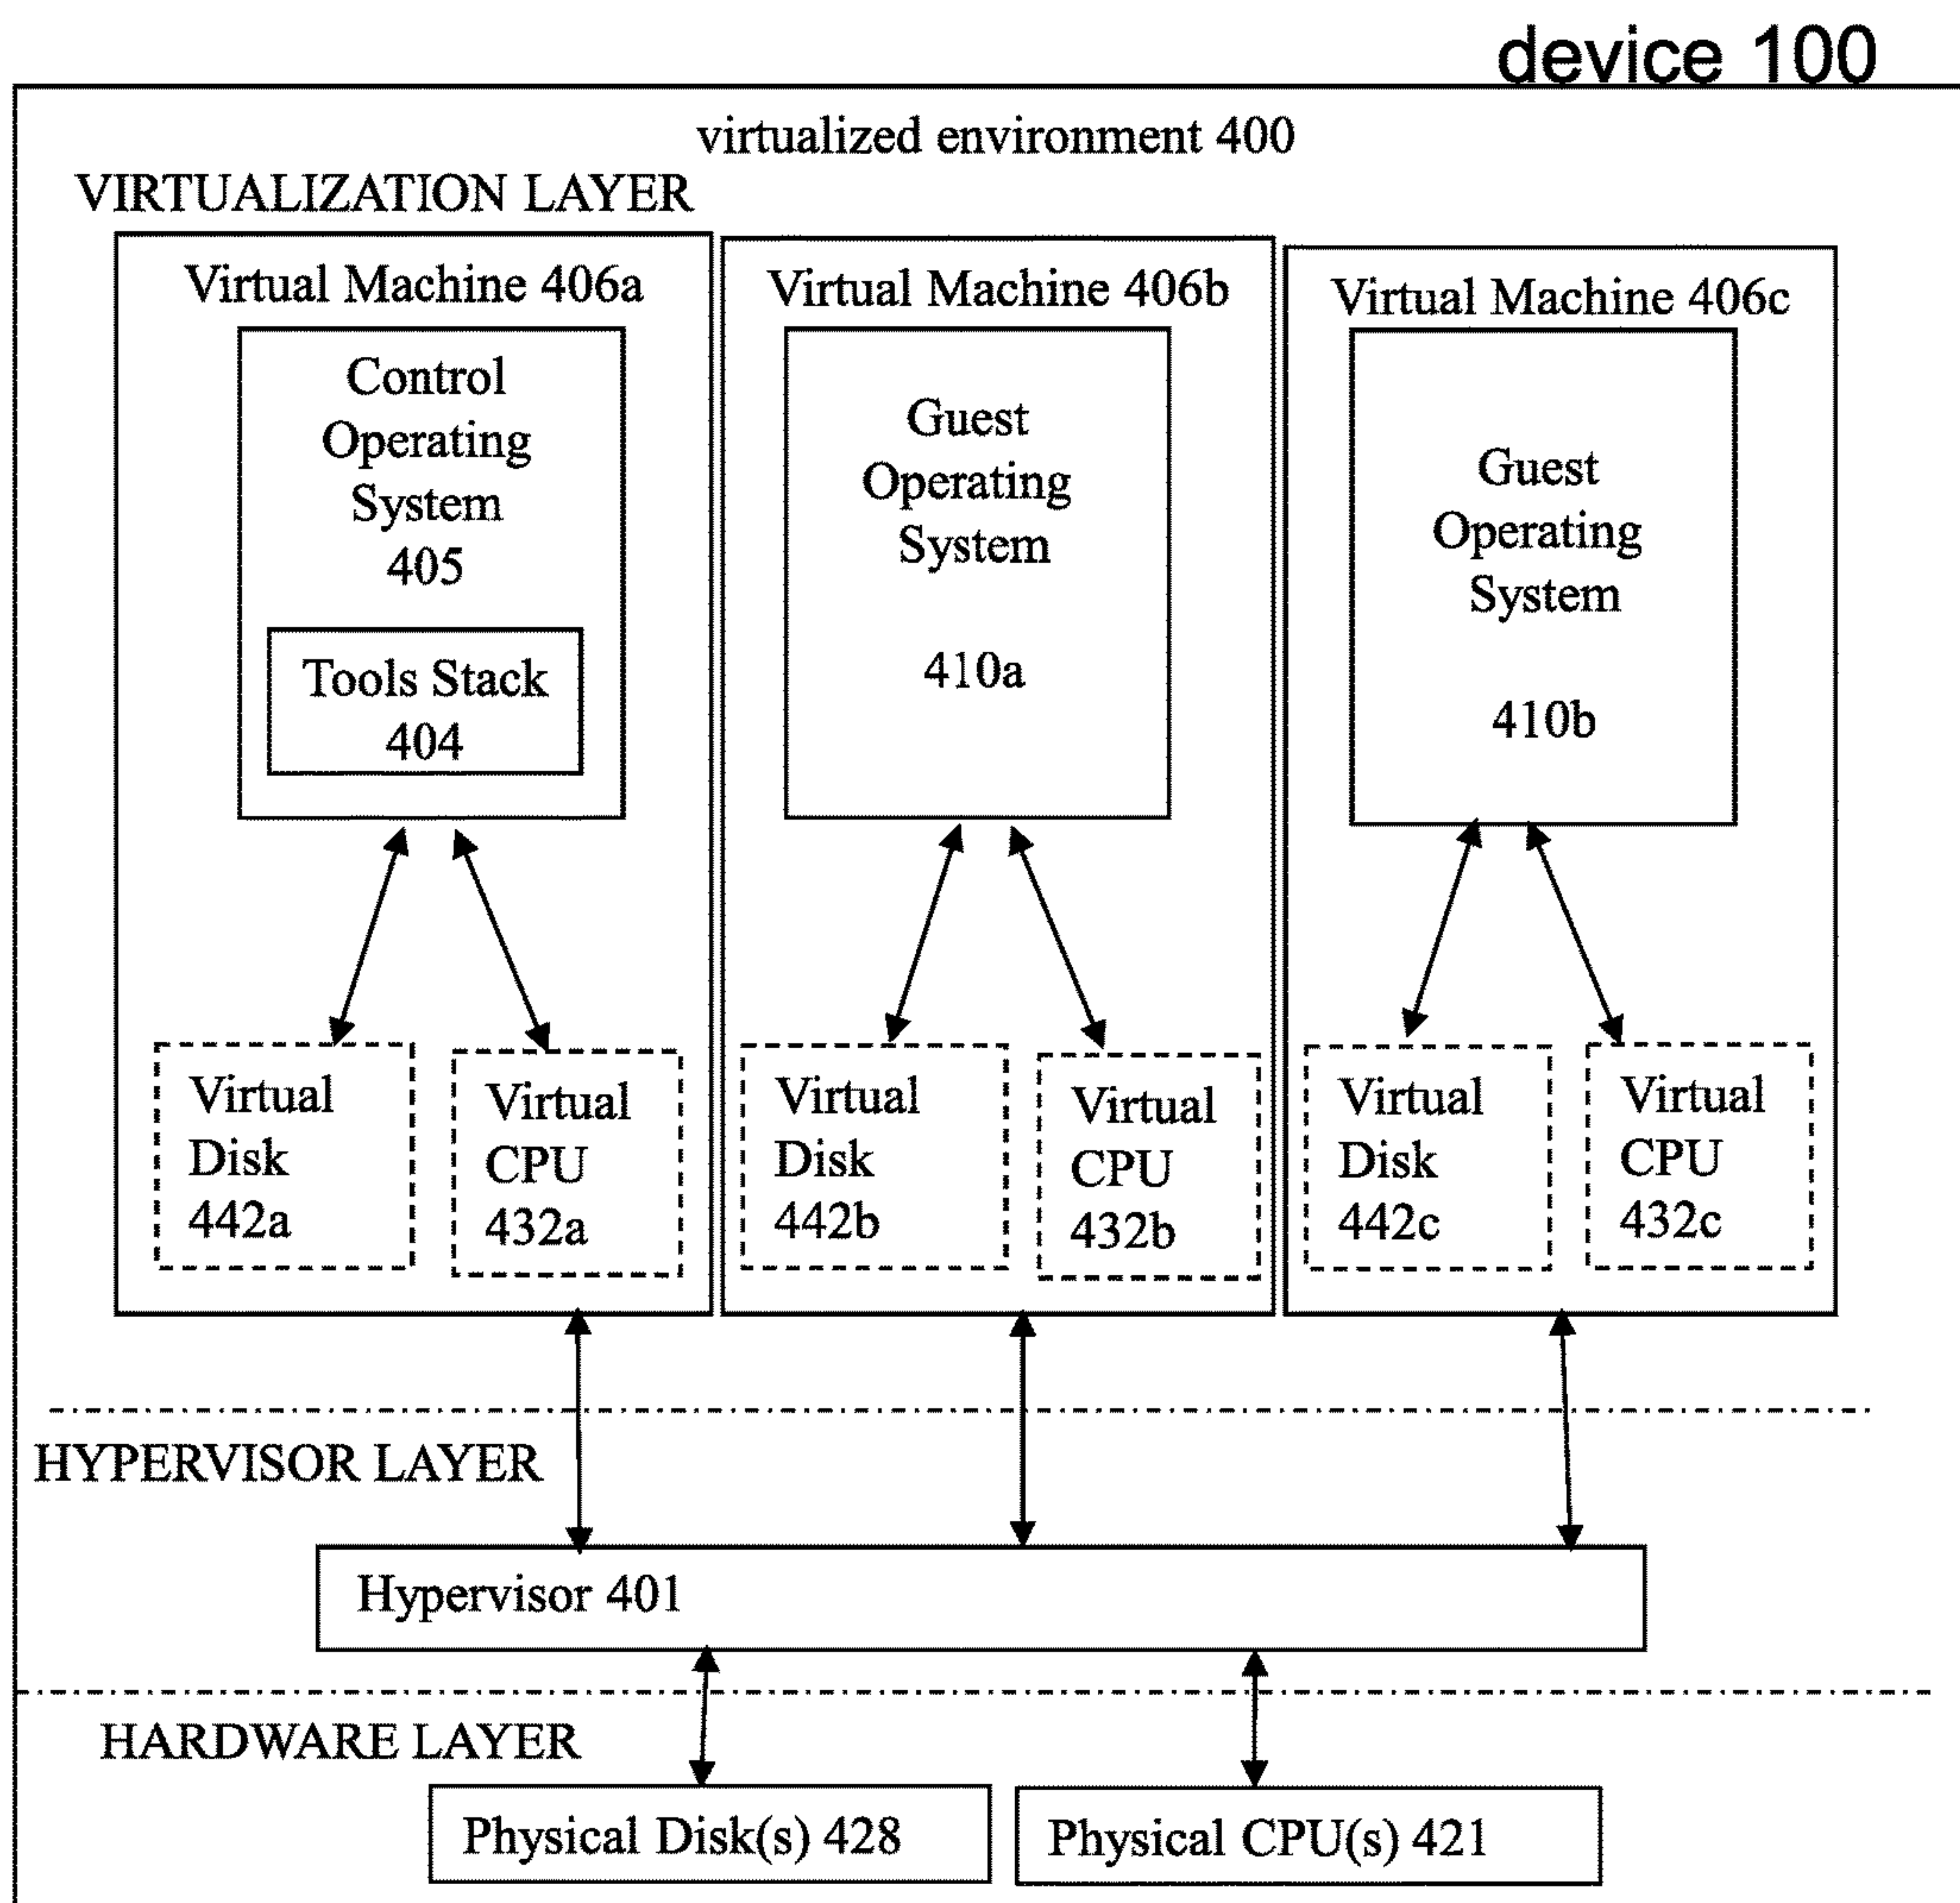 device 100
virtualized environment 400
VIRTUALIZATION LAYER
Virtual Machine 406a
Control
Operating
System
405
Tools Stack
404
Virtual
Disk
442a
Virtual
CPU
432a
Virtual Machine 406b
Guest
Operating
System
410a
Virtual
Disk
442b
Virtual
CPU
432b
Virtual Machine 406c
Guest
Operating
System
410b
Virtual
Disk
442c
Virtual
CPU
432c
HYPERVISOR LAYER
Hypervisor 401
HARDWARE LAYER
Physical Disk(s) 428
Physical CPU(s) 421